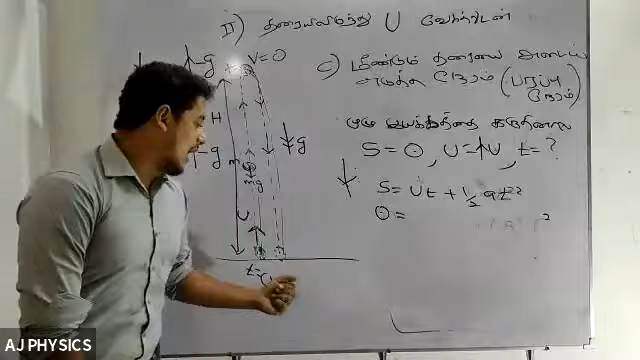 II) தரையிலிருந்து U வேகத்துடன்
-g V=0
c) மீண்டும் தரையை அடைய
எடுத்த நேரம் (பறப்பு
நேரம்)
H
-g
↓g
முழு இயக்கத்திற்கு கருதினால்
S=0, U=↑U, t=?
S= Ut + 1/2 at²
0=
U
AJ PHYSICS